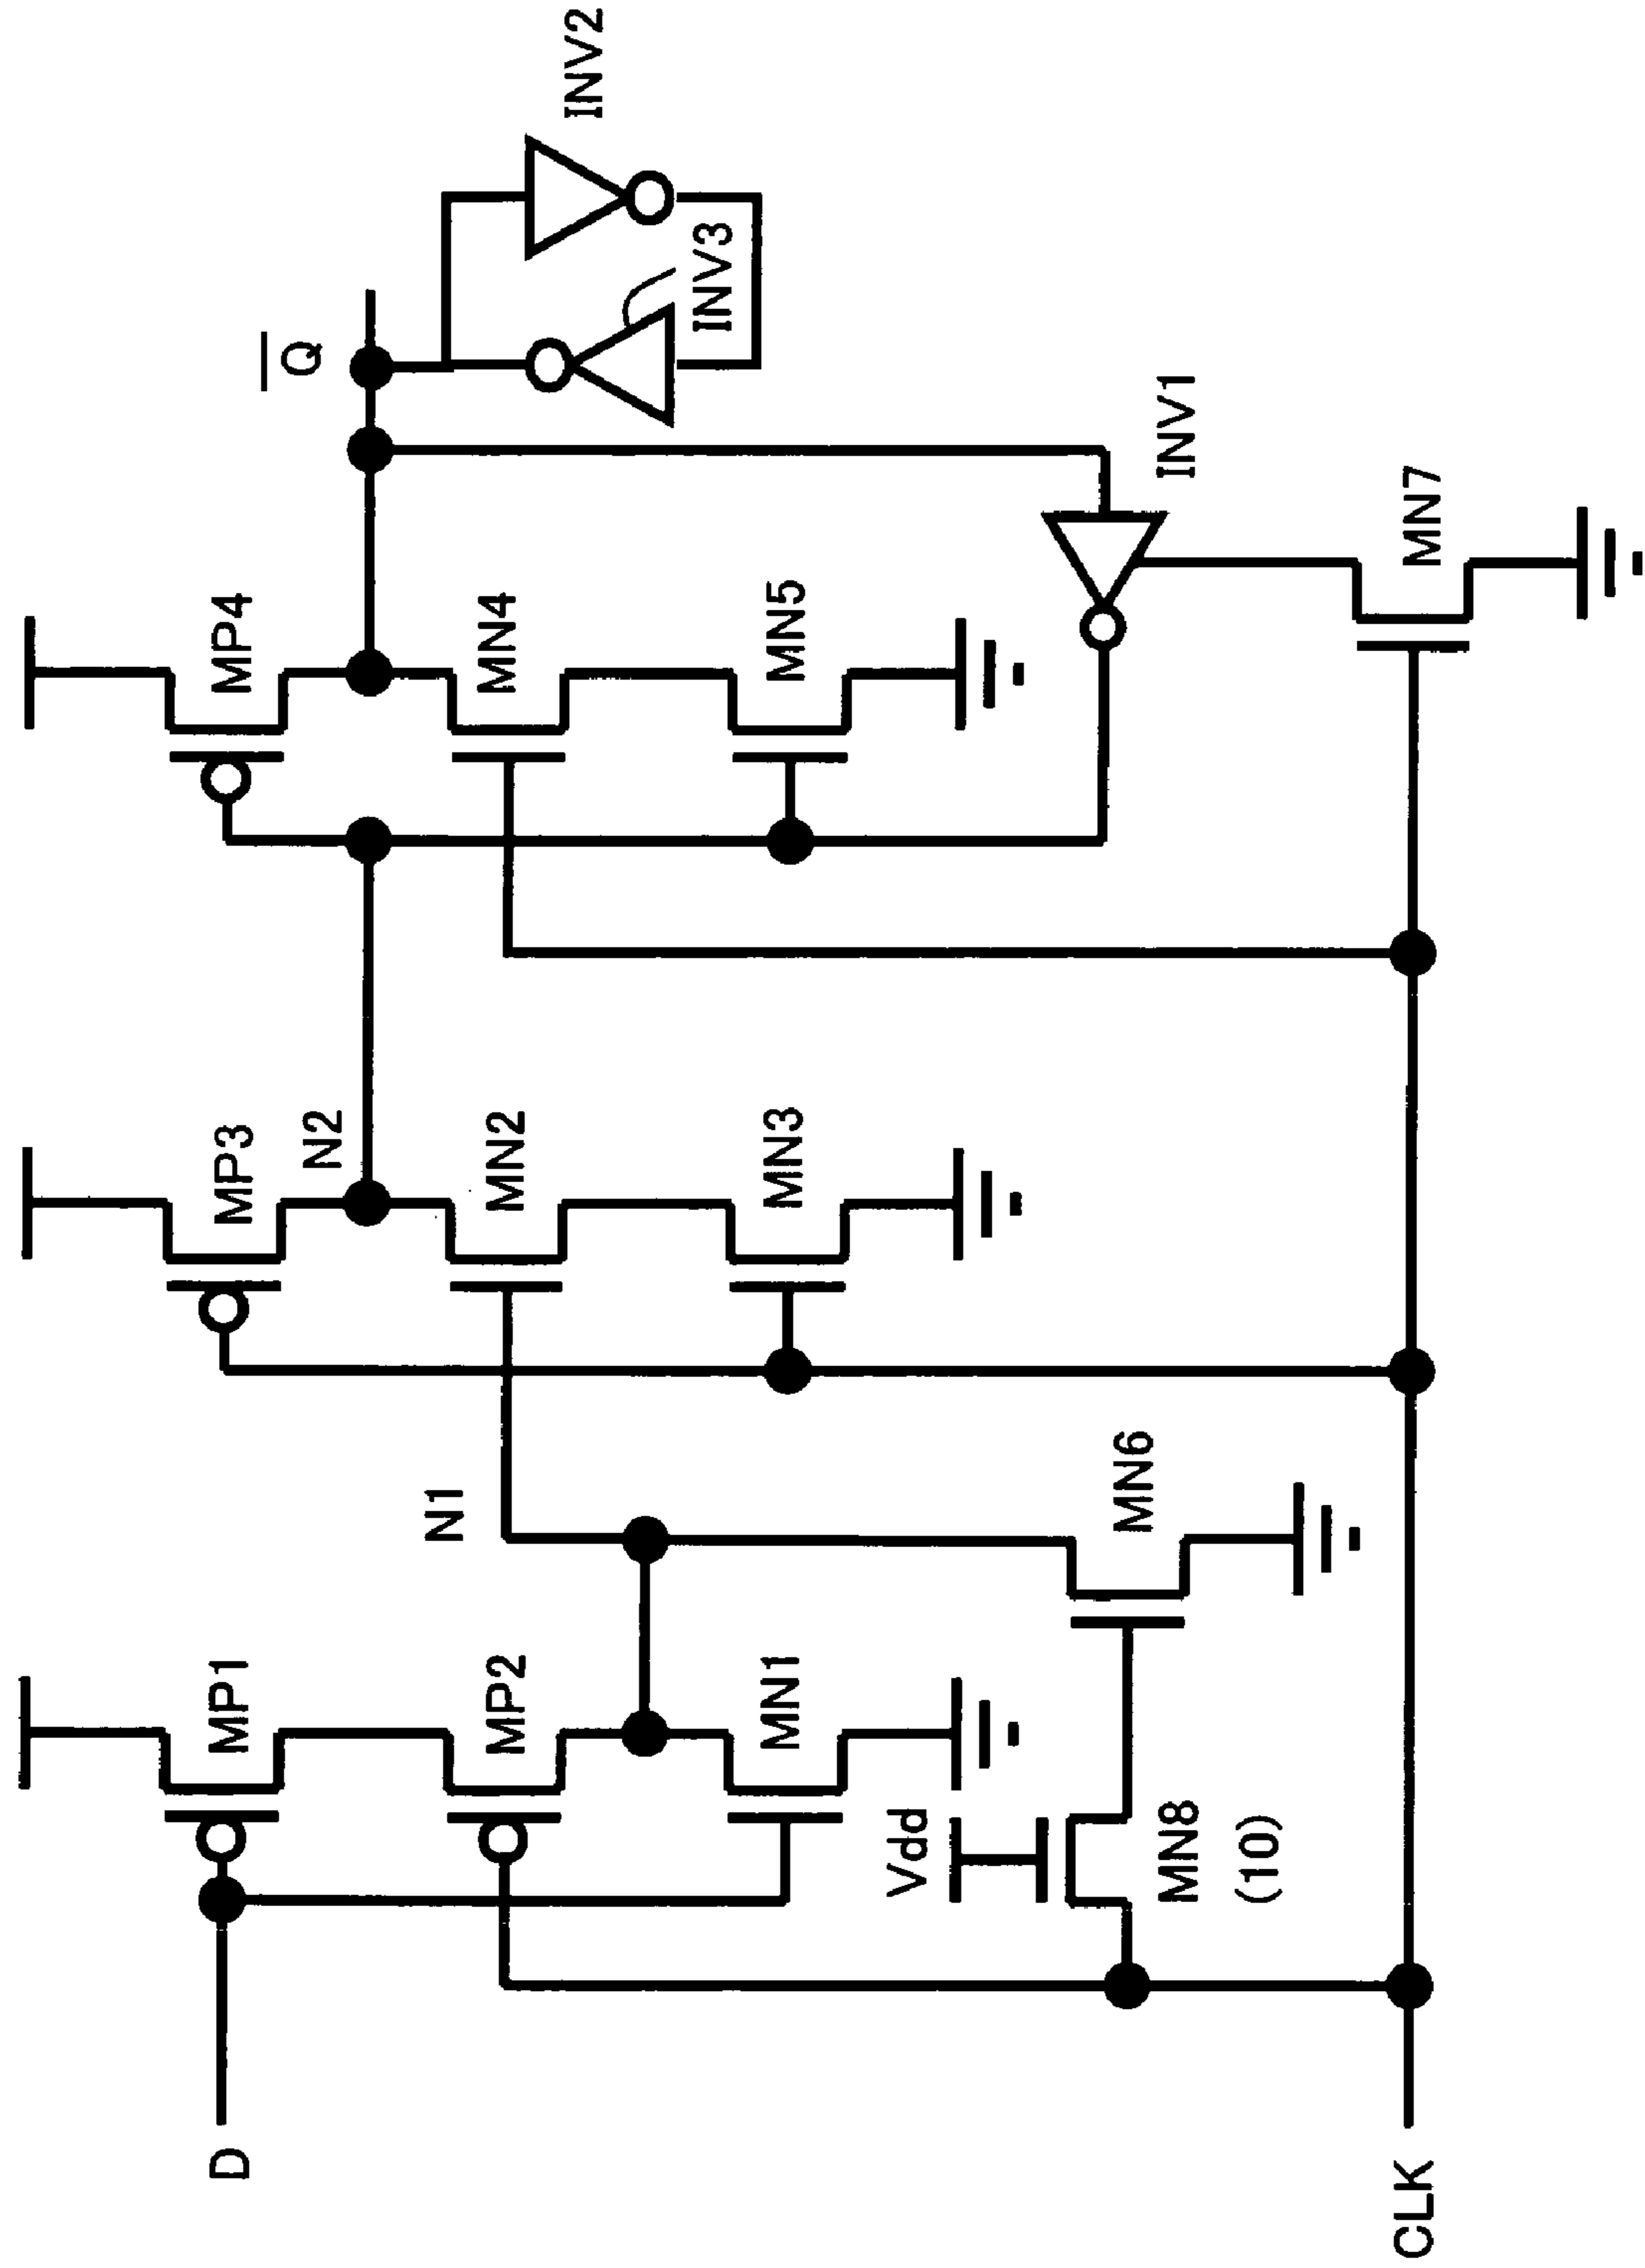 D
CLK
MP1
MP2
MN1
Vdd
MN8
(10)
MN6
N1
MP3
N2
MN2
MN3
MP4
MN4
MN5
INV1
MN7
Q
INV3
INV2